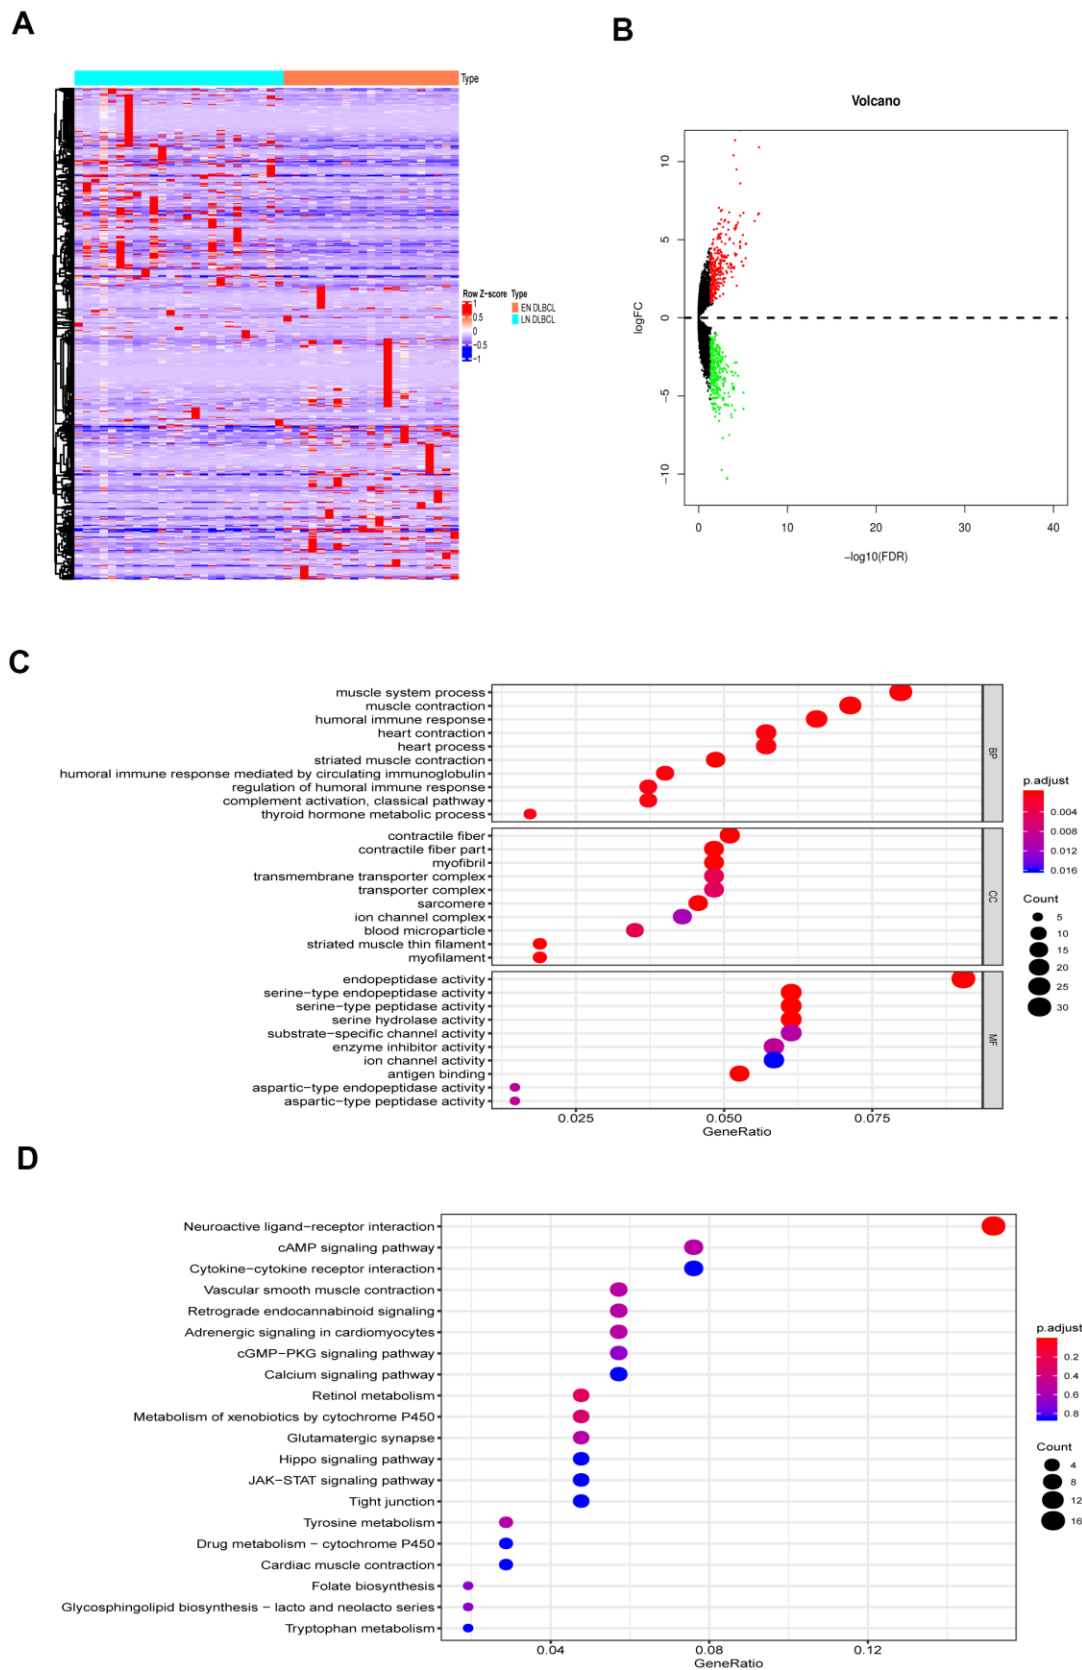 A
B
Type
Row Z-score
1
0.5
0
−0.5
−1
Type
EN DLBCL
LN DLBCL
Volcano
logFC
10
5
0
−5
−10
0
10
20
30
40
−log10(FDR)
C
muscle system process
muscle contraction
humoral immune response
heart contraction
heart process
striated muscle contraction
humoral immune response mediated by circulating immunoglobulin
regulation of humoral immune response
complement activation, classical pathway
thyroid hormone metabolic process
BP
contractile fiber
contractile fiber part
myofibril
transmembrane transporter complex
transporter complex
sarcomere
ion channel complex
blood microparticle
striated muscle thin filament
myofilament
CC
endopeptidase activity
serine−type endopeptidase activity
serine−type peptidase activity
serine hydrolase activity
substrate−specific channel activity
enzyme inhibitor activity
ion channel activity
antigen binding
aspartic−type endopeptidase activity
aspartic−type peptidase activity
MF
0.025
0.050
0.075
GeneRatio
p.adjust
0.004
0.008
0.012
0.016
Count
5
10
15
20
25
30
D
Neuroactive ligand−receptor interaction
cAMP signaling pathway
Cytokine−cytokine receptor interaction
Vascular smooth muscle contraction
Retrograde endocannabinoid signaling
Adrenergic signaling in cardiomyocytes
cGMP−PKG signaling pathway
Calcium signaling pathway
Retinol metabolism
Metabolism of xenobiotics by cytochrome P450
Glutamatergic synapse
Hippo signaling pathway
JAK−STAT signaling pathway
Tight junction
Tyrosine metabolism
Drug metabolism − cytochrome P450
Cardiac muscle contraction
Folate biosynthesis
Glycosphingolipid biosynthesis − lacto and neolacto series
Tryptophan metabolism
0.04
0.08
0.12
GeneRatio
p.adjust
0.2
0.4
0.6
0.8
Count
4
8
12
16